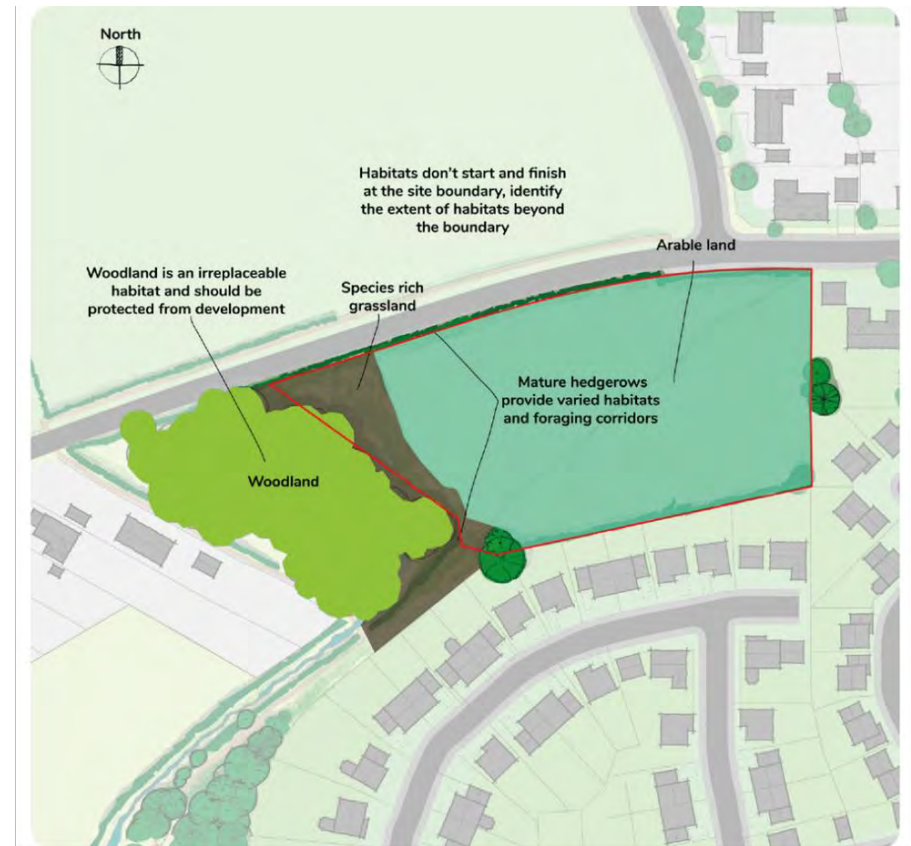 North
Habitats don't start and finish
at the site boundary, identify
the extent of habitats beyond
the boundary
Arable land
Woodland is an irreplaceable
habitat and should be
protected from development
Species rich
grassland
Mature hedgerows
provide varied habitats
and foraging corridors
Woodland